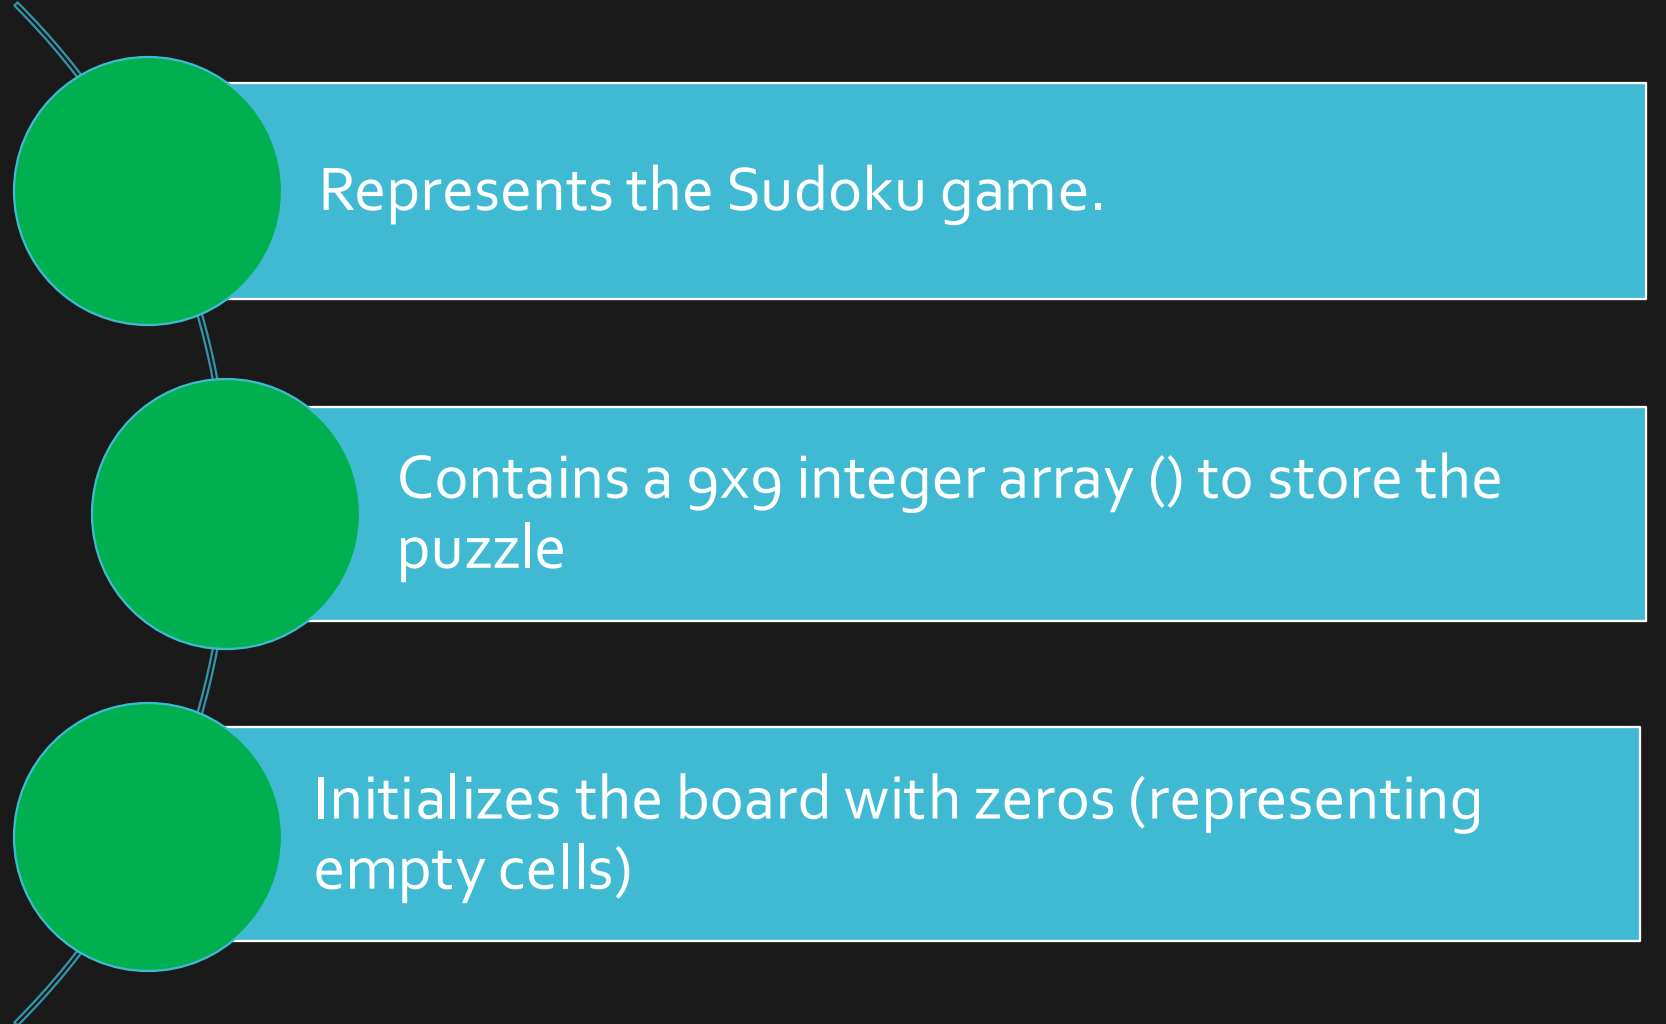 Represents the Sudoku game.
Contains a 9x9 integer array () to store the
puzzle
Initializes the board with zeros (representing
empty cells)